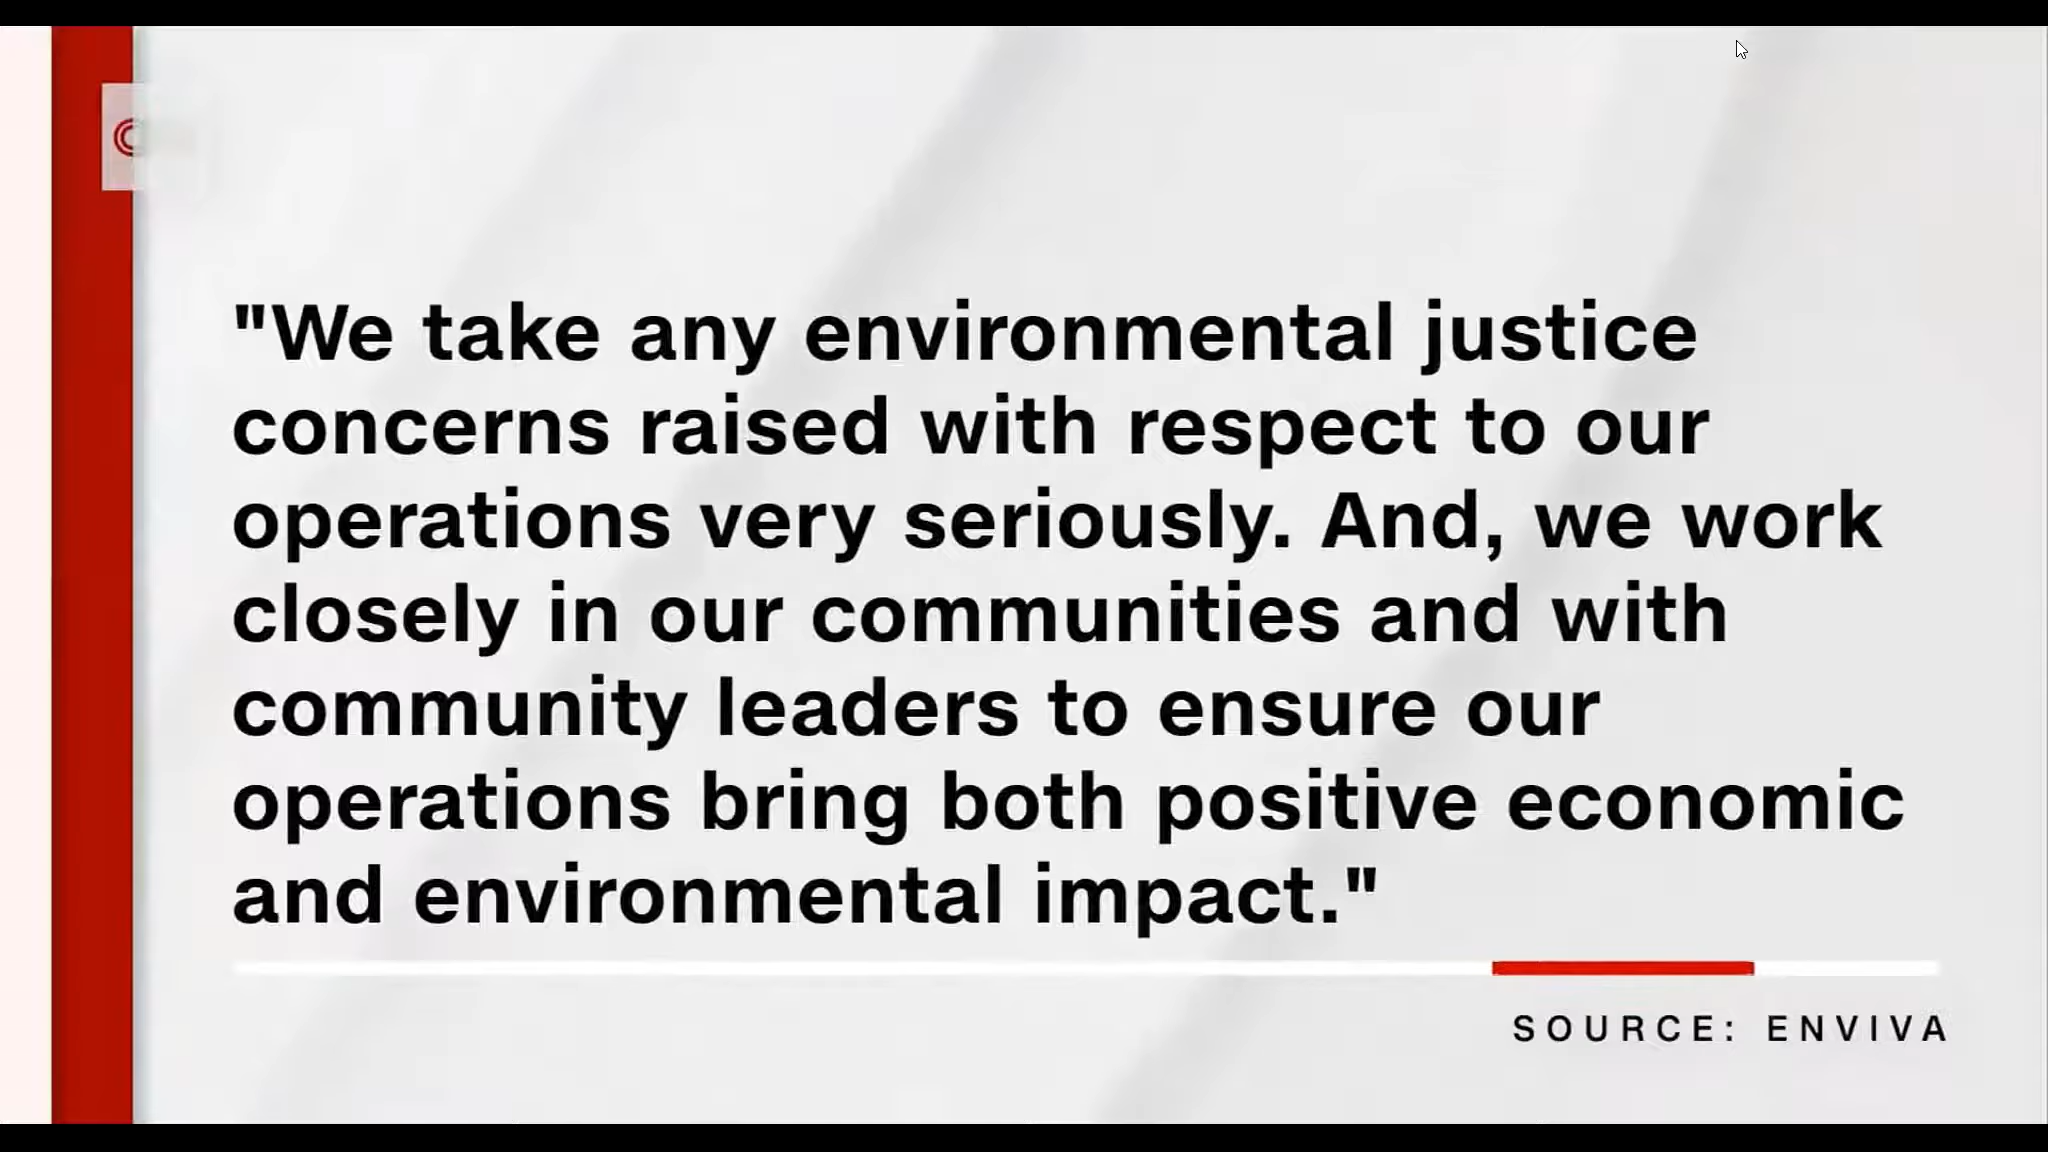 "We take any environmental justice
concerns raised with respect to our
operations very seriously. And, we work
closely in our communities and with
community leaders to ensure our
operations bring both positive economic
and environmental impact."
SOURCE: ENVIVA